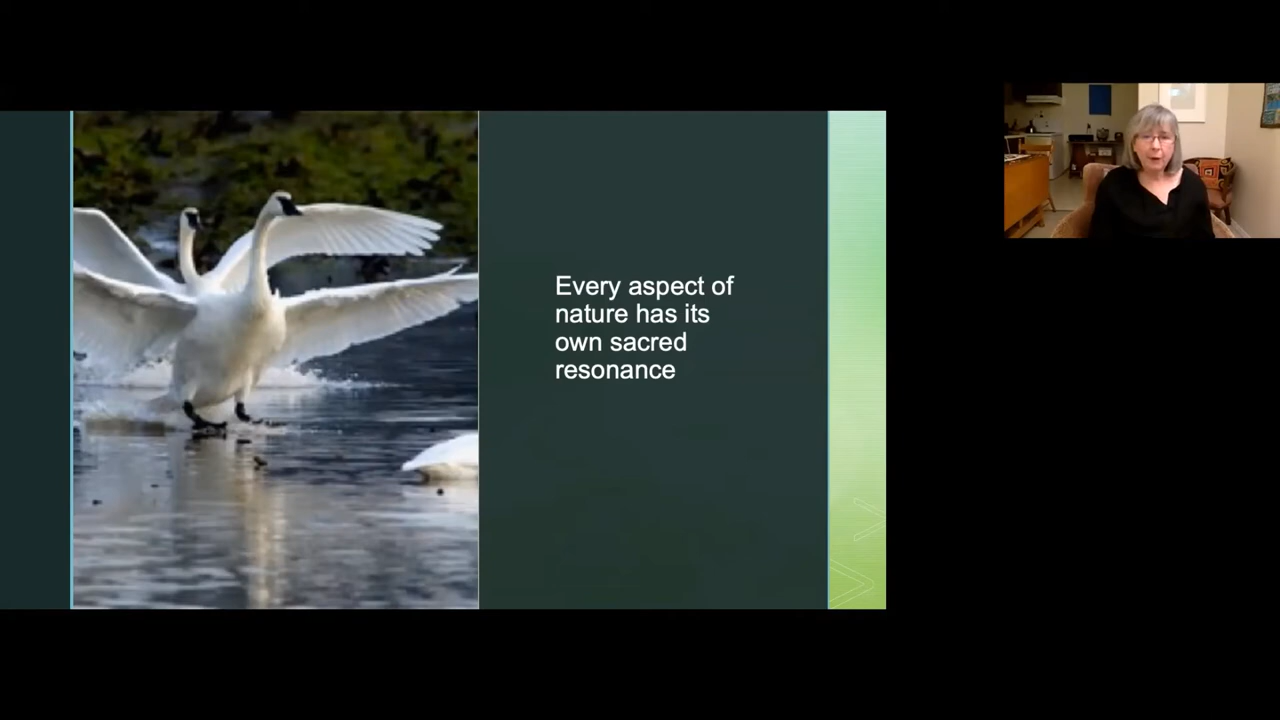 Every aspect of
nature has its
own sacred
resonance